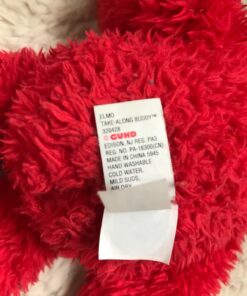 ELMO
TAKE-ALONG BUDDY™
320428
GUND
EDISON, NJ REG. PA3
REG. NO. PA-16300(CN)
MADE IN CHINA 5945
HAND WASHABLE
COLD WATER,
MILD SUDS,
AIR DRY